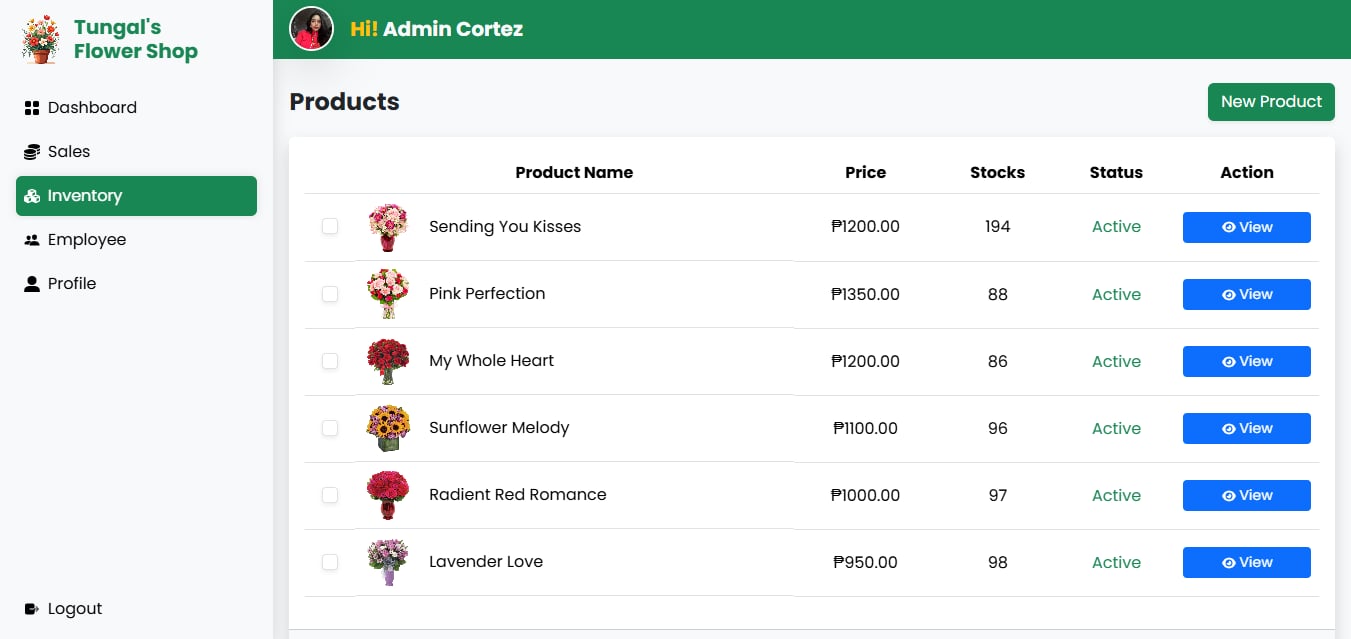 Tungal's
Flower Shop
Hi! Admin Cortez
Dashboard
Sales
Inventory
Employee
Profile
Logout
Products
New Product
Product Name Price Stocks Status Action
Sending You Kisses ₱1200.00 194 Active View
Pink Perfection ₱1350.00 88 Active View
My Whole Heart ₱1200.00 86 Active View
Sunflower Melody ₱1100.00 96 Active View
Radient Red Romance ₱1000.00 97 Active View
Lavender Love ₱950.00 98 Active View